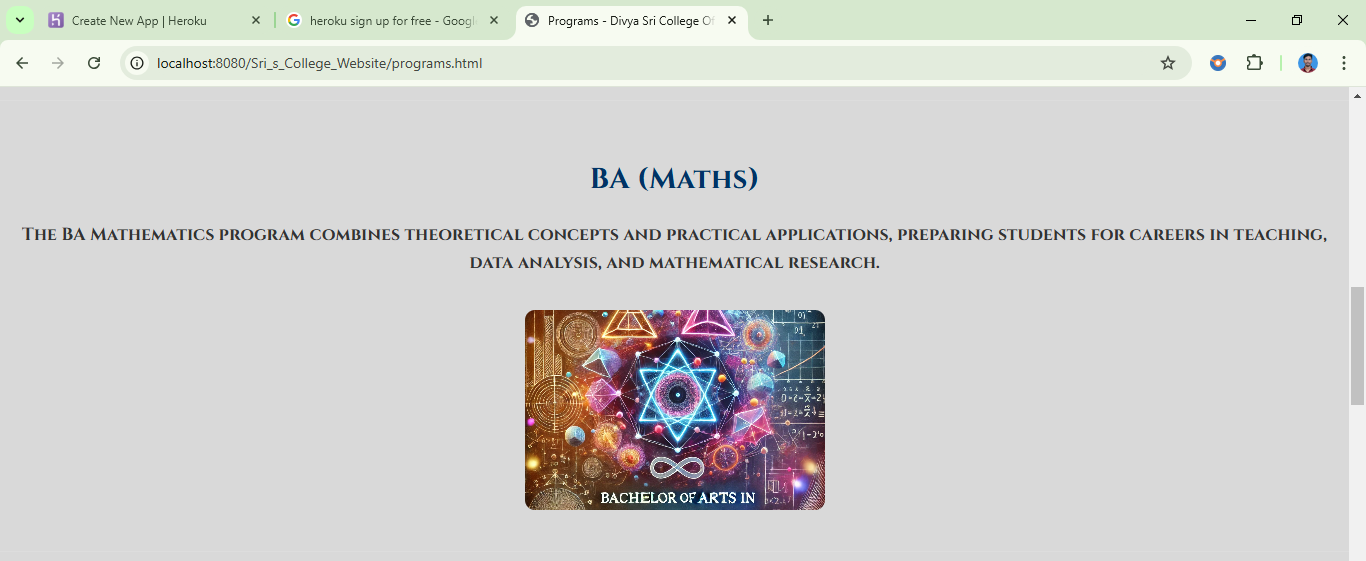 Create New App | Heroku
heroku sign up for free - Googl
Programs - Divya Sri College Of
localhost:8080/Sri_s_College_Website/programs.html
BA (Maths)
The BA Mathematics program combines theoretical concepts and practical applications, preparing students for careers in teaching,
data analysis, and mathematical research.
BACHELOR OF ARTS IN